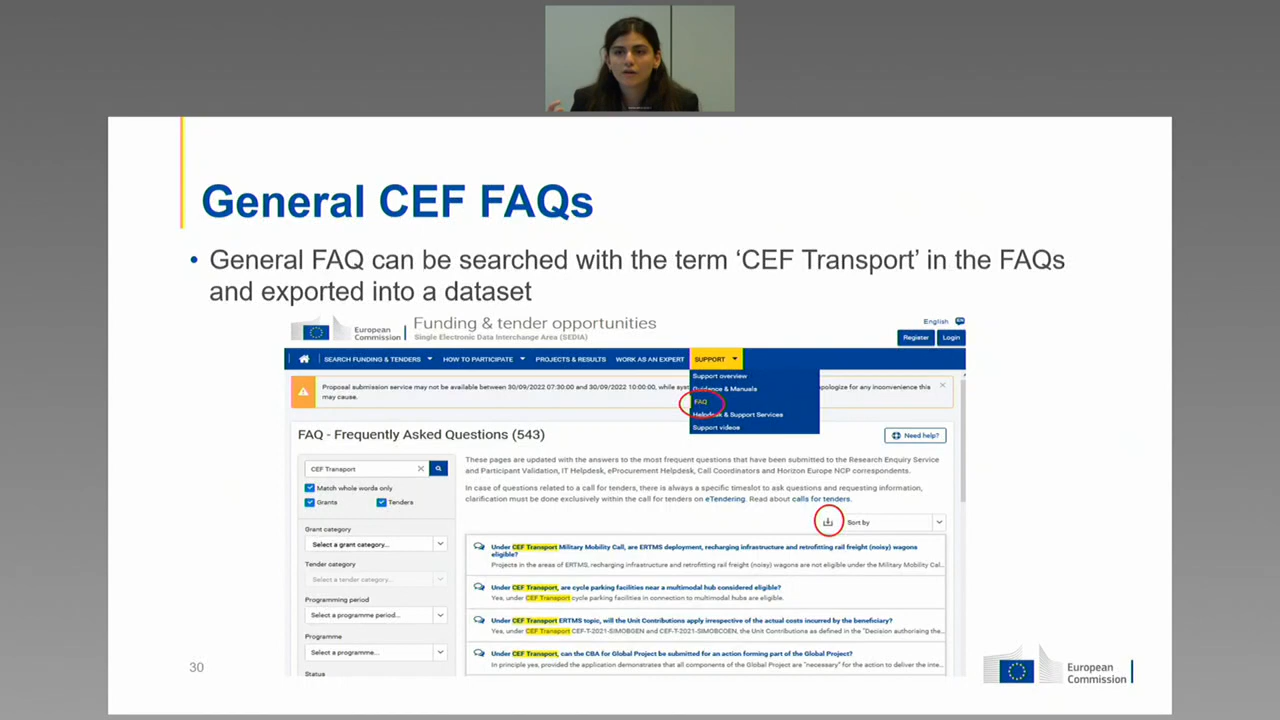 General CEF FAQs
• General FAQ can be searched with the term ‘CEF Transport’ in the FAQs
and exported into a dataset
European
Commission
Funding & tender opportunities
Single Electronic Data Interchange Area (SEDIA)
English
Register
Login
SEARCH FUNDING & TENDERS
HOW TO PARTICIPATE
PROJECTS & RESULTS
WORK AS AN EXPERT
SUPPORT
Support overview
Guidance & Manuals
FAQ
Helpdesk & Support Services
Support videos
Proposal submission service may not be available between 30/09/2022 07:30:00 and 30/09/2022 10:00:00, while syst
apologize for any inconvenience this
may cause.
FAQ - Frequently Asked Questions (543)
Need help?
CEF Transport
Match whole words only
Grants
Tenders
Grant category
Select a grant category...
Tender category
Select a tender category...
Programming period
Select a programme period...
Programme
Select a programme...
Status
These pages are updated with the answers to the most frequent questions that have been submitted to the Research Enquiry Service
and Participant Validation, IT Helpdesk, eProcurement Helpdesk, Call Coordinators and Horizon Europe NCP correspondents.
In case of questions related to a call for tenders, there is always a specific timeslot to ask questions and requesting information,
clarification must be done exclusively within the call for tenders on eTendering. Read about calls for tenders.
Sort by
Under CEF Transport Military Mobility Call, are ERTMS deployment, recharging infrastructure and retrofitting rail freight (noisy) wagons
eligible?
Projects in the areas of ERTMS, recharging infrastructure and retrofitting rail freight (noisy) wagons are not eligible under the Military Mobility Cal...
Under CEF Transport, are cycle parking facilities near a multimodal hub considered eligible?
Yes, under CEF Transport cycle parking facilities in connection to multimodal hubs are eligible.
Under CEF Transport ERTMS topic, will the Unit Contributions apply irrespective of the actual costs incurred by the beneficiary?
Yes, under CEF Transport CEF-T-2021-SIMOBGEN and CEF-T-2021-SIMOBCOEN, the Unit Contributions as defined in the "Decision authorising the...
Under CEF Transport, can the CBA for Global Project be submitted for an action forming part of the Global Project?
In principle yes, provided the application demonstrates that all components of the Global Project are "necessary" for the action to deliver the inte...
30
European
Commission